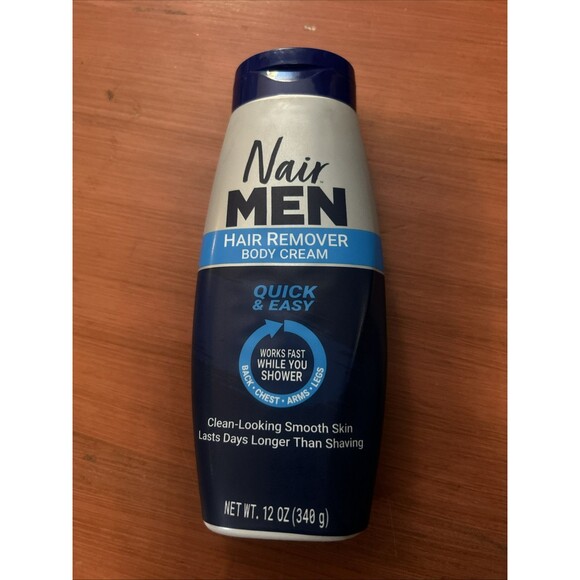 Nair
MEN
HAIR REMOVER
BODY CREAM
QUICK
& EASY
WORKS FAST
WHILE YOU
SHOWER
BACK • CHEST • ARMS • LEGS
Clean-Looking Smooth Skin
Lasts Days Longer Than Shaving
NET WT. 12 OZ (340 g)